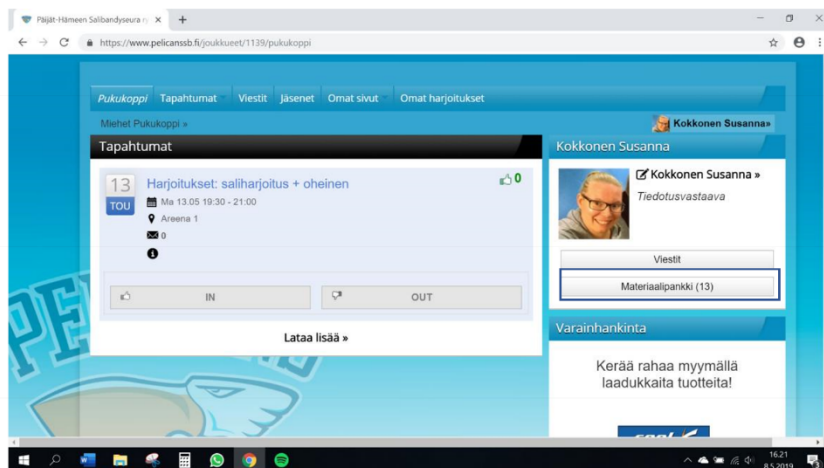 Päijät-Hämeen Salibandyseura ry
https://www.pelicanssb.fi/joukkueet/1139/pukukoppi
Pukukoppi Tapahtumat Viestit Jäsenet Omat sivut Omat harjoitukset
Miehet Pukukoppi »
Kokkonen Susanna»
Tapahtumat
13
TOU
Harjoitukset: saliharjoitus + oheinen
0
Ma 13.05 19:30 - 21:00
Areena 1
0
IN
OUT
Lataa lisää »
Kokkonen Susanna
Kokkonen Susanna »
Tiedotusvastaava
Viestit
Materiaalipankki (13)
Varainhankinta
Kerää rahaa myymällä
laadukkaita tuotteita!
16.21
8.5.2019